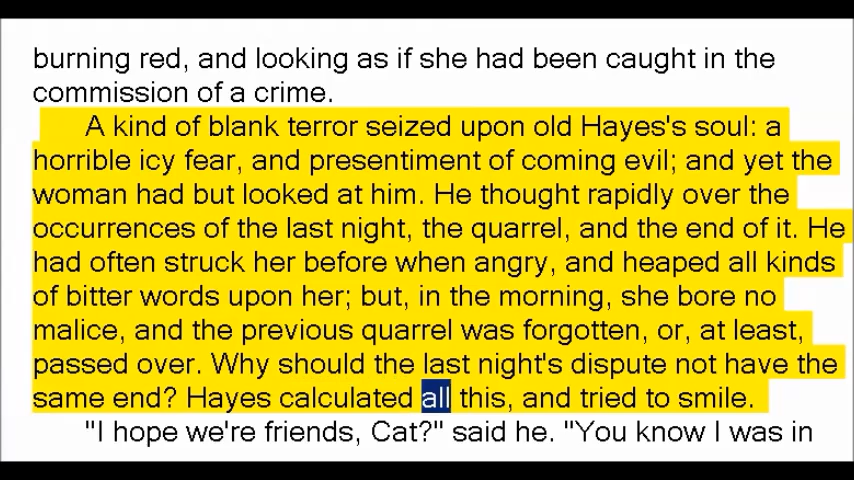 burning red, and looking as if she had been caught in the
commission of a crime.
A kind of blank terror seized upon old Hayes's soul: a
horrible icy fear, and presentiment of coming evil; and yet the
woman had but looked at him. He thought rapidly over the
occurrences of the last night, the quarrel, and the end of it. He
had often struck her before when angry, and heaped all kinds
of bitter words upon her; but, in the morning, she bore no
malice, and the previous quarrel was forgotten, or, at least,
passed over. Why should the last night's dispute not have the
same end? Hayes calculated all this, and tried to smile.
"I hope we're friends, Cat?" said he. "You know I was in